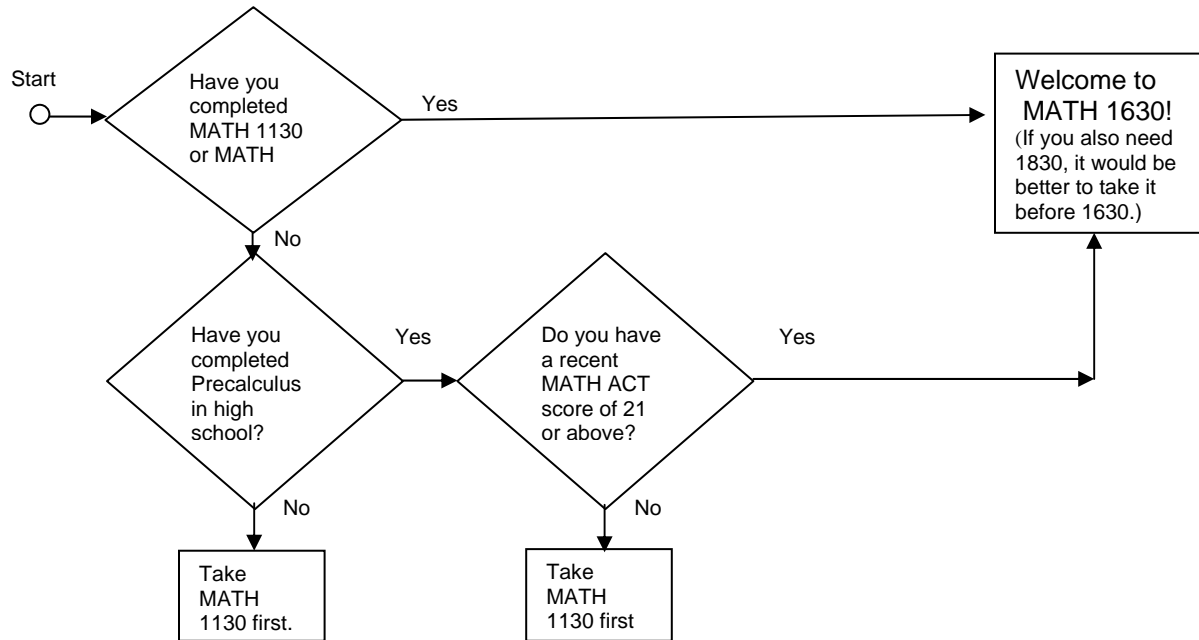 Start
Have you
completed
MATH 1130
or MATH
Yes
Welcome to
MATH 1630!
(If you also need
1830, it would be
better to take it
before 1630.)
No
Have you
completed
Precalculus
in high
school?
Yes
Do you have
a recent
MATH ACT
score of 21
or above?
Yes
No
Take
MATH
1130 first.
No
Take
MATH
1130 first